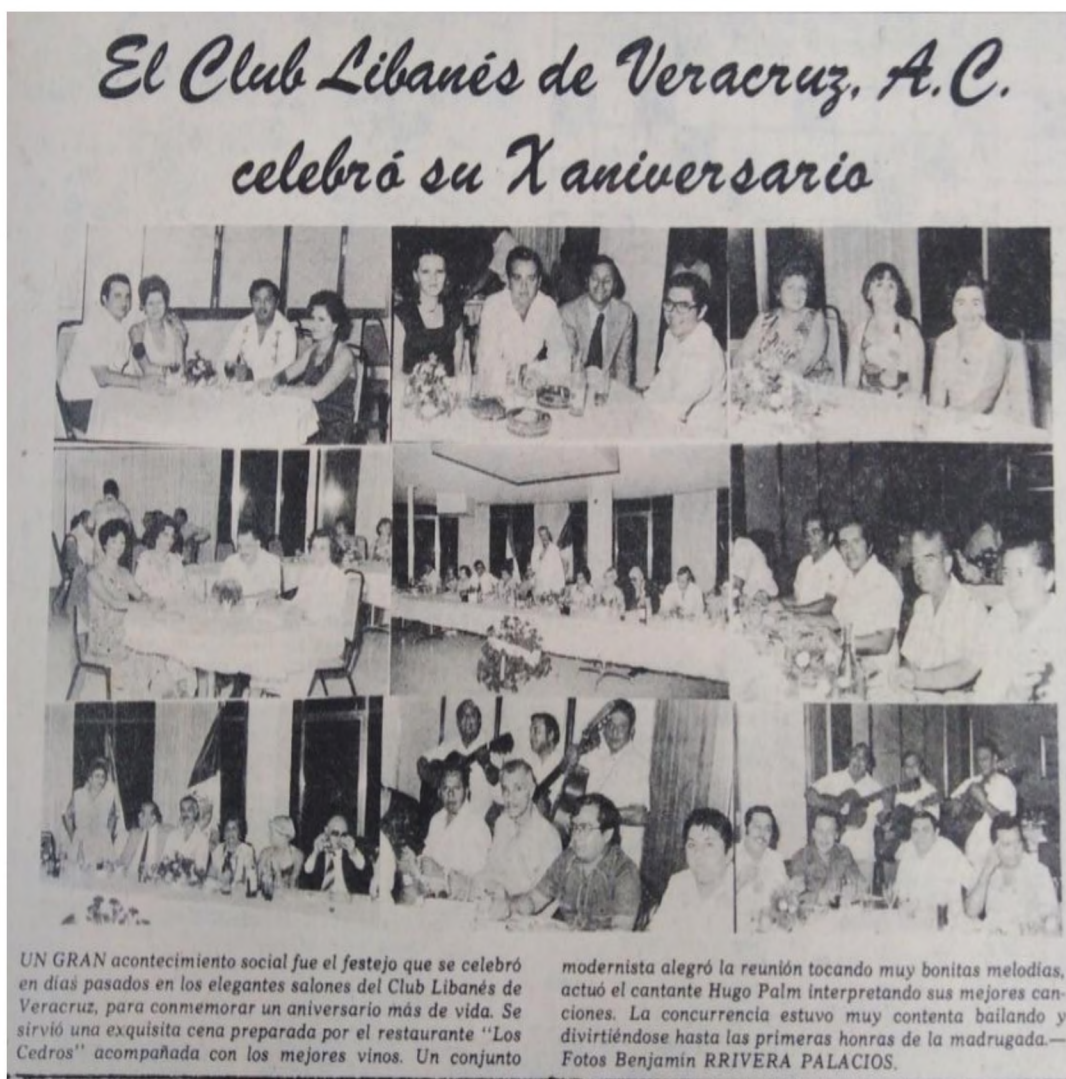 El Club Libanés de Veracruz, A.C.
celebró su X aniversario
UN GRAN acontecimiento social fue el festejo que se celebró
en días pasados en los elegantes salones del Club Libanés de
Veracruz, para conmemorar un aniversario más de vida. Se
sirvió una exquisita cena preparada por el restaurante "Los
Cedros" acompañada con los mejores vinos. Un conjunto
modernista alegró la reunión tocando muy bonitas melodías,
actuó el cantante Hugo Palm interpretando sus mejores can-
ciones. La concurrencia estuvo muy contenta bailando y
divirtiéndose hasta las primeras honras de la madrugada.—
Fotos Benjamín RRIVERA PALACIOS.